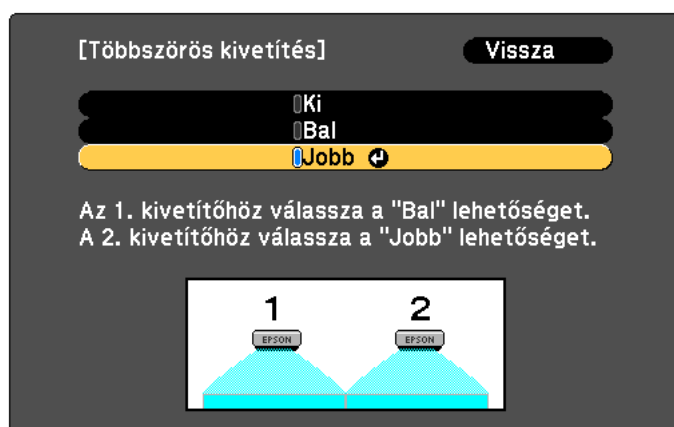 [Többszörös kivetítés] Vissza
Ki
Bal
Jobb
Az 1. kivetítőhöz válassza a "Bal" lehetőséget.
A 2. kivetítőhöz válassza a "Jobb" lehetőséget.
1 2
EPSON EPSON